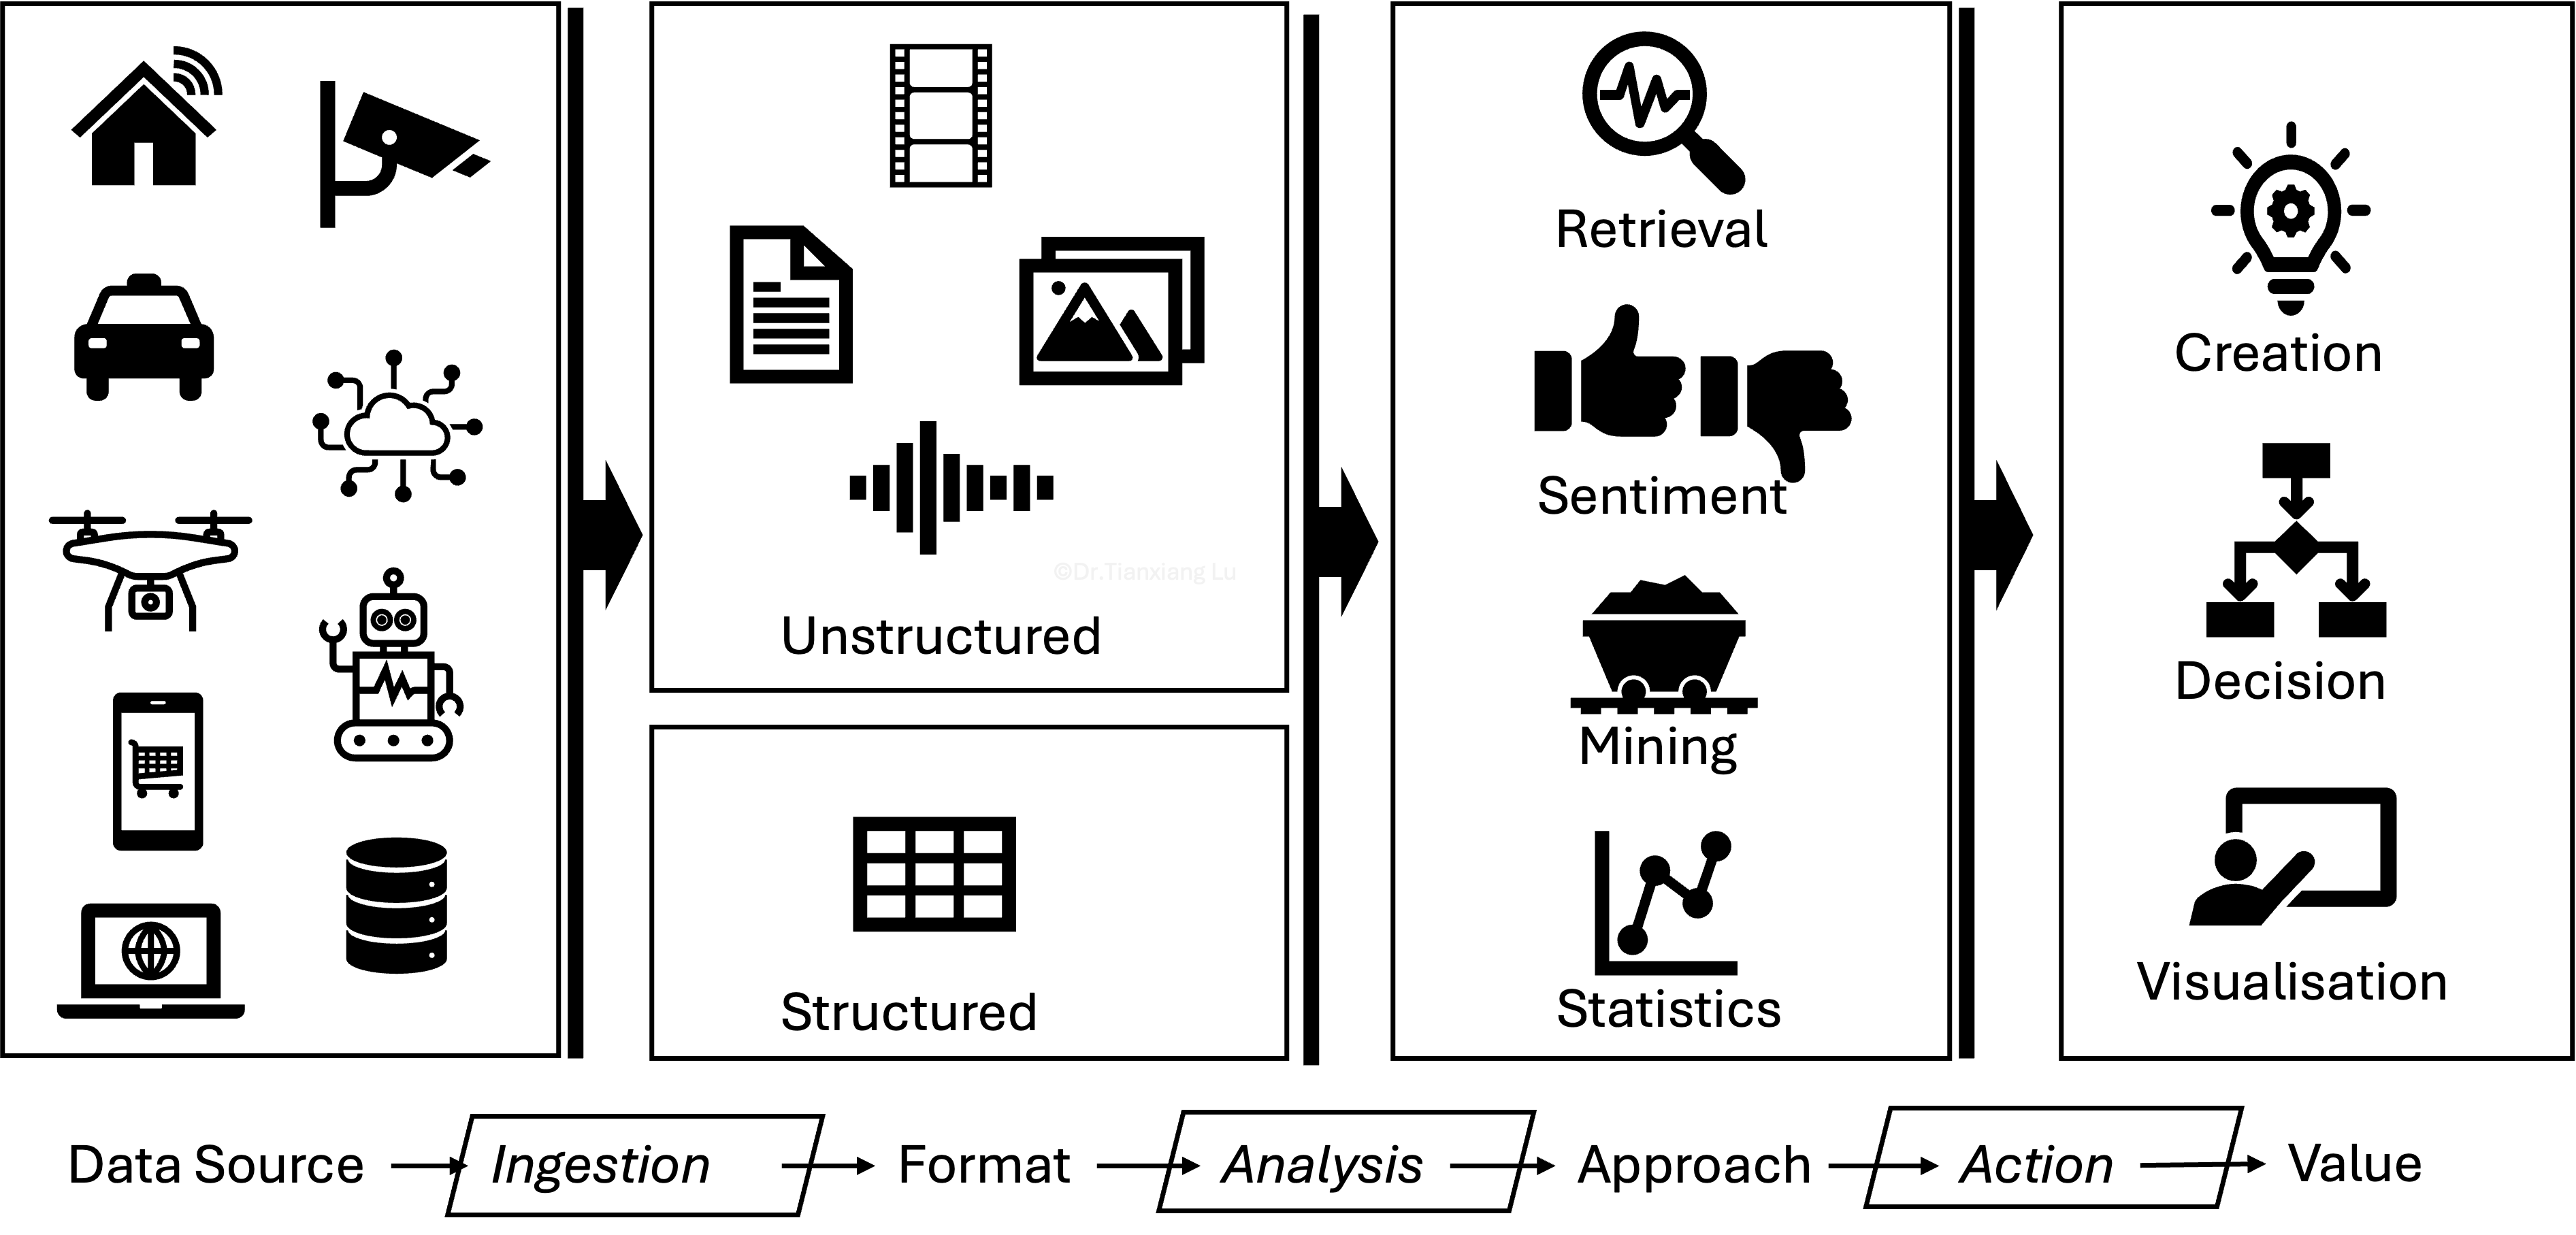 ©Dr.Tianxiang Lu
Unstructured
Structured
Retrieval
Sentiment
Mining
Statistics
Creation
Decision
Visualisation
Data Source
Ingestion
Format
Analysis
Approach
Action
Value